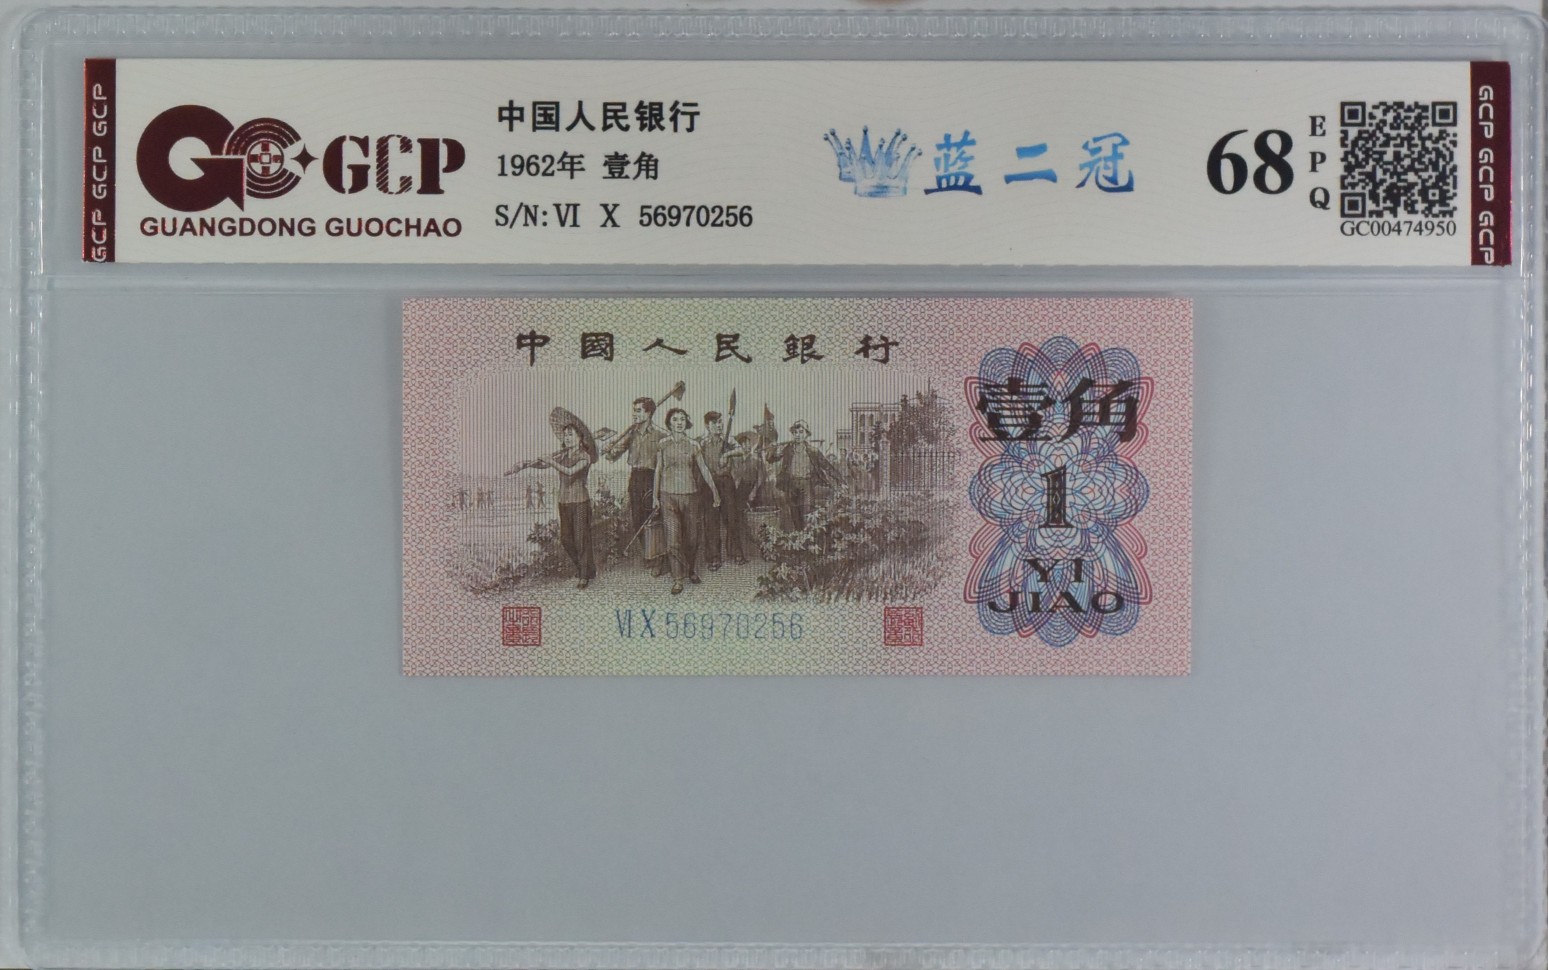 GCP GCP GCP
GCP
GUANGDONG GUOCHAO
中国人民银行
1962年 壹角
S/N: VI X 56970256
蓝二冠
68
EPQ
GC00474950
GCP GCP GCP
中國人民銀行
壹角
1
YI
JIAO
VI X 56970256